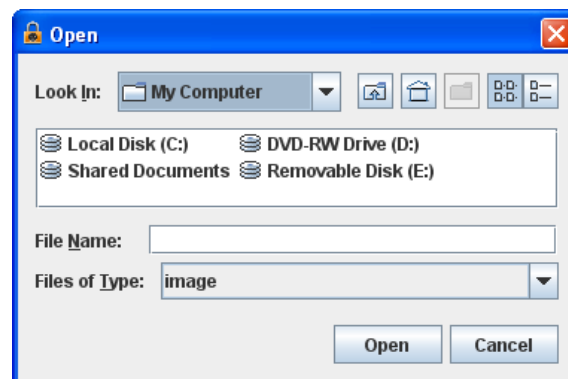 Open
Look In: My Computer
Local Disk (C:) DVD-RW Drive (D:)
Shared Documents Removable Disk (E:)
File Name:
Files of Type: image
Open Cancel